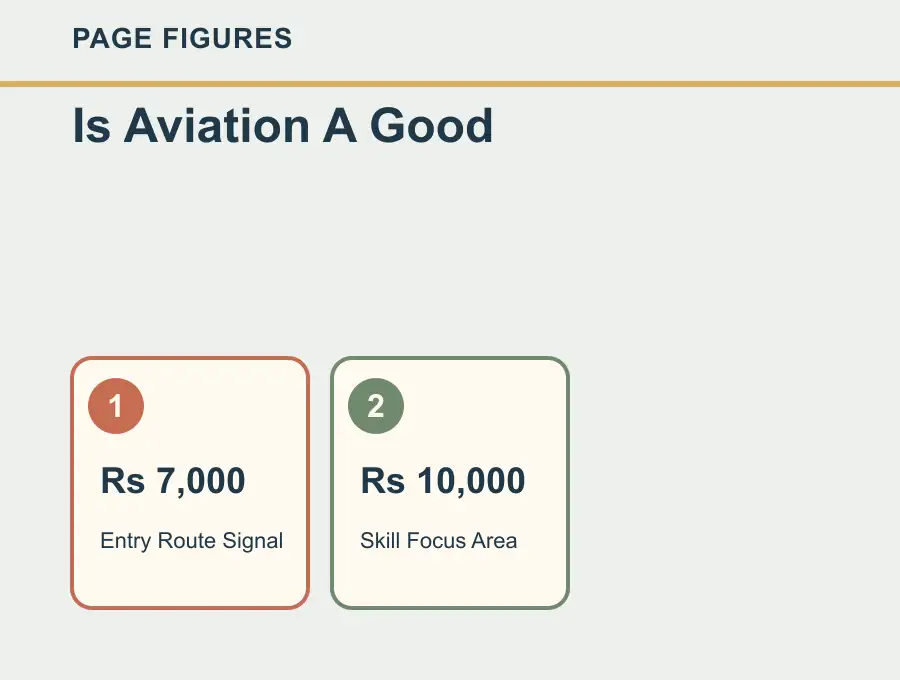 PAGE FIGURES
Is Aviation A Good
1
Rs 7,000
Entry Route Signal
2
Rs 10,000
Skill Focus Area